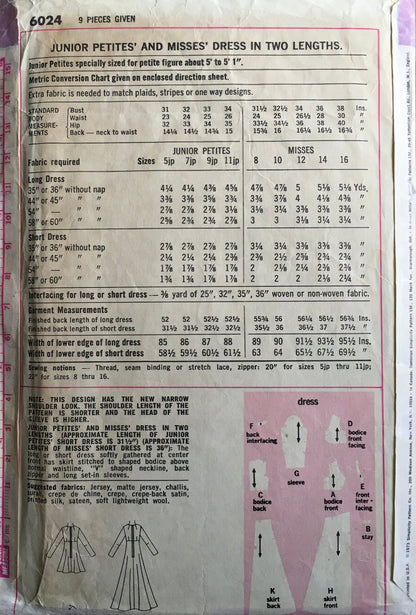 6024 9 PIECES GIVEN
JUNIOR PETITES' AND MISSES' DRESS IN TWO LENGTHS.
Junior Petites specially sized for petite figure about 5' to 5' 1".
Metric Conversion Chart given on enclosed direction sheet.
Extra fabric is needed to match plaids, stripes or one way designs.
STANDARD Bust 31 32 33 34 31½ 32½ 34 36 38 Ins.
BODY Waist 23 24 25 26 24 25 26½ 28 30 "
MEASURE- Hip 32 33 34 35 33½ 34½ 36 38 40 "
MENTS Back — neck to waist 14¼ 14½ 14¾ 15 15¾ 16 16¼ 16½ 16¾ "
JUNIOR PETITES MISSES
Fabric required Sizes 5jp 7jp 9jp 11jp 8 10 12 14 16
Long Dress
35" or 36" without nap 4¼ 4¼ 4⅜ 4⅝ 4⅞ 4⅞ 5 5⅛ 5⅛ Yds.
44" or 45" " " 3⅜ 3⅝ 3⅝ 3¾ 3¾ 3⅞ 4 4⅛ 4⅜ "
54" — " " 2⅞ 2⅞ 2⅞ 3⅛ 3⅛ 3¼ 3⅜ 3⅜ 3⅜ "
58" or 60" " " 2⅝ 2¾ 2¾ 2⅞ 3 3 3⅛ 3¼ 3¼ "
Short Dress
35" or 36" without nap 2⅞ 2⅞ 2⅞ 2⅞ 3¼ 3¼ 3⅜ 3⅜ 3⅜ "
44" or 45" " " 2¼ 2¼ 2¼ 2⅜ 2⅜ 2½ 2⅝ 2¾ 2¾ "
54" — " " 1⅞ 1⅞ 1⅞ 1⅞ 2 2⅛ 2¼ 2⅜ 2⅜ "
58" or 60" " " 1¾ 1¾ 1⅞ 1⅞ 2 2 2 2¼ 2¼ "
Interfacing for long or short dress — ⅜ yard of 25", 32", 35", 36" woven or non-woven fabric.
Garment Measurements
Finished back length of long dress 52 52 52½ 52½ 55¾ 56 56¼ 56½ 56¾ Ins.
Finished back length of short dress 31½ 31½ 32½ 32½ 35½ 36 36½ 37 37½ "
Width of lower edge of long dress 85 86 87 88 89 90 91½ 93½ 95½ Ins.
Width of lower edge of short dress 58½ 59½ 60½ 61½ 63 64 65½ 67½ 69½ "
Sewing notions — Thread, seam binding or stretch lace, zipper: 20" for sizes 5jp thru 11jp;
22" for sizes 8 thru 16.
NOTE: THIS DESIGN HAS THE NEW NARROW
SHOULDER LOOK. THE SHOULDER LENGTH OF THE
PATTERN IS SHORTER AND THE HEAD OF THE
SLEEVE IS HIGHER.
JUNIOR PETITES' AND MISSES' DRESS IN TWO
LENGTHS (APPROXIMATE LENGTH OF JUNIOR
PETITES' SHORT DRESS IS 31½") (APPROXIMATE
LENGTH OF MISSES' SHORT DRESS IS 36"): The
long or short dress softly gathered at center
front has skirt stitched to shaped bodice above
normal waistline, "V" shaped neckline, back
zipper and long set-in sleeves.
Suggested fabrics: Jersey, matte jersey, challis,
surah, crepe de chine, crepe, crepe-back satin,
printed silk, sateen, soft lightweight wool.
dress
F
back
interfacing
D
bodice
front
facing
G
sleeve
C
bodice
back
A
bodice
front
E
front
inter-
facing
B
stay
K
skirt back
H
skirt
front